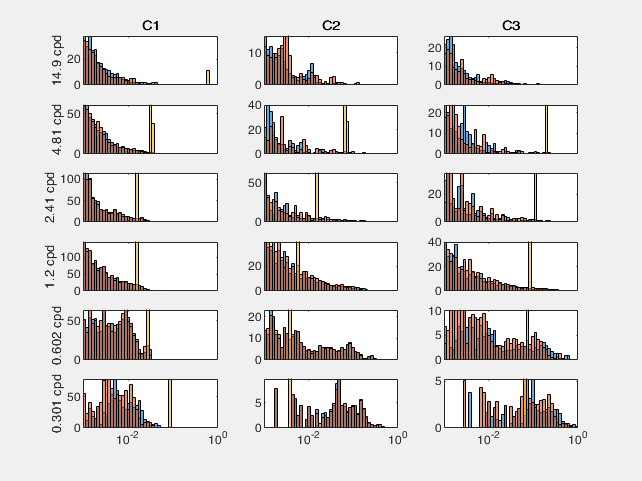 C1 C2 C3
14.9 cpd 20 0 10 0 20 10 0
4.81 cpd 50 0 40 20 0 20 10 0
2.41 cpd 100 50 0 50 0 20 0
1.2 cpd 100 50 0 20 0 40 20 0
0.602 cpd 50 0 20 10 0 10 5 0
0.301 cpd 50 0 5 0 5 0
10-2 100 10-2 100 10-2 100